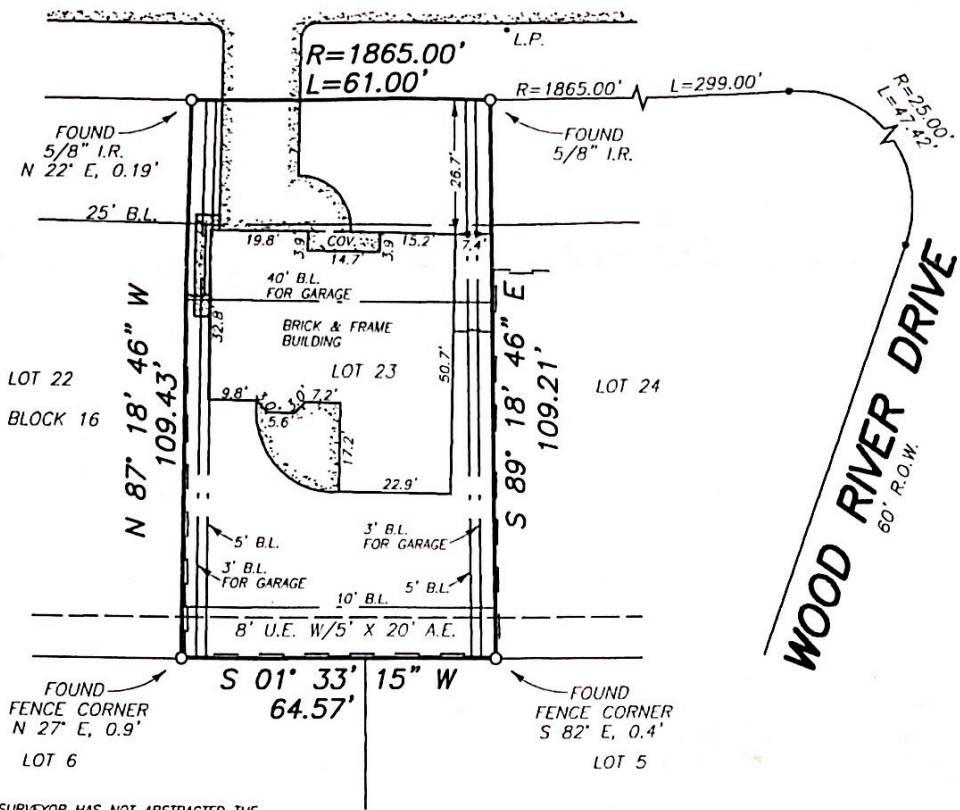 L.P.
R=1865.00'
L=61.00'
R=1865.00'
L=299.00'
R=25.00'
L=47.42'
FOUND
5/8" I.R.
N 22° E, 0.19'
FOUND
5/8" I.R.
26.7'
25' B.L.
19.8'
3.9
COV.
14.7'
3.9
15.2'
7.4'
40' B.L.
FOR GARAGE
32.8'
BRICK & FRAME
BUILDING
LOT 23
50.7'
N 87° 18' 46" W
109.43'
S 89° 18' 46" E
109.21'
LOT 22
BLOCK 16
LOT 24
9.8'
3.0'
5.6'
3.0'
7.2'
17.2'
22.9'
WOOD RIVER DRIVE
60' R.O.W.
5' B.L.
3' B.L.
FOR GARAGE
3' B.L.
FOR GARAGE
5' B.L.
10' B.L.
8' U.E. W/5' X 20' A.E.
S 01° 33' 15" W
64.57'
FOUND
FENCE CORNER
N 27° E, 0.9'
FOUND
FENCE CORNER
S 82° E, 0.4'
LOT 6
LOT 5
SURVEYOR HAS NOT ABSTRACTED THE